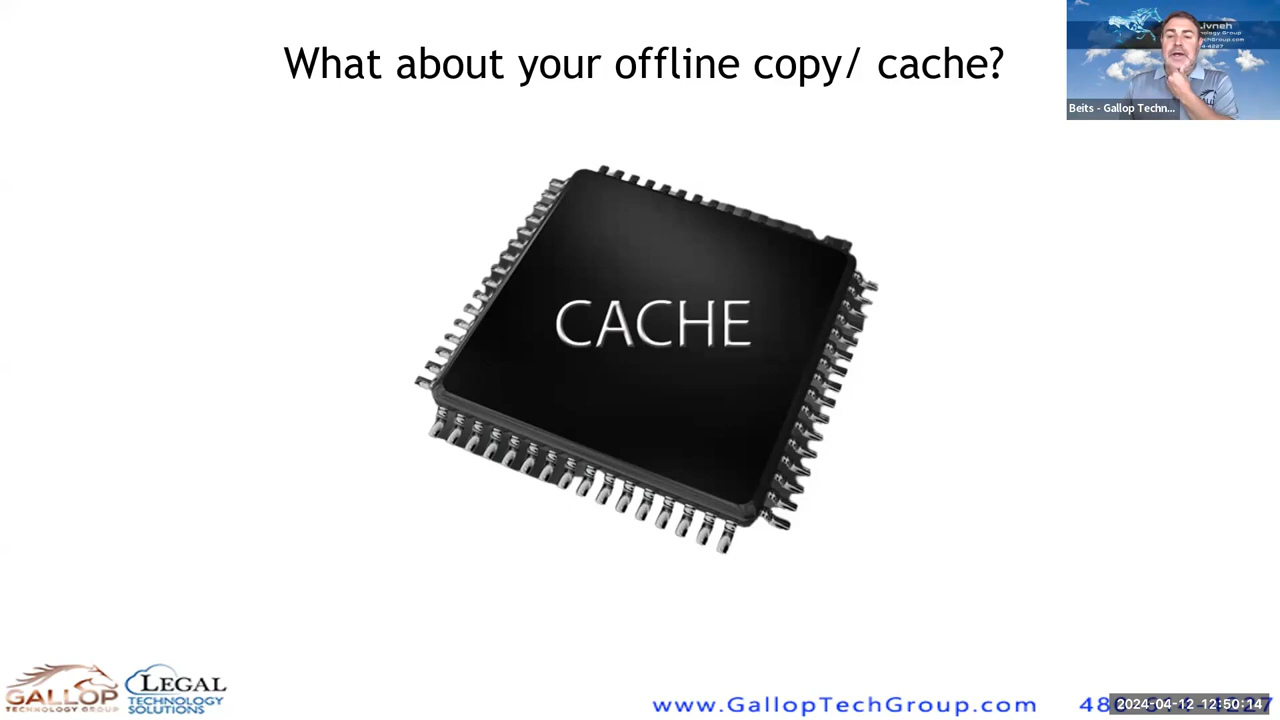 What about your offline copy/ cache?
Livneh
Beits - Gallop Techn...
CACHE
GALLOP
TECHNOLOGY GROUP
LEGAL
TECHNOLOGY
SOLUTIONS
www.GallopTechGroup.com
2024-04-12 12:50:14